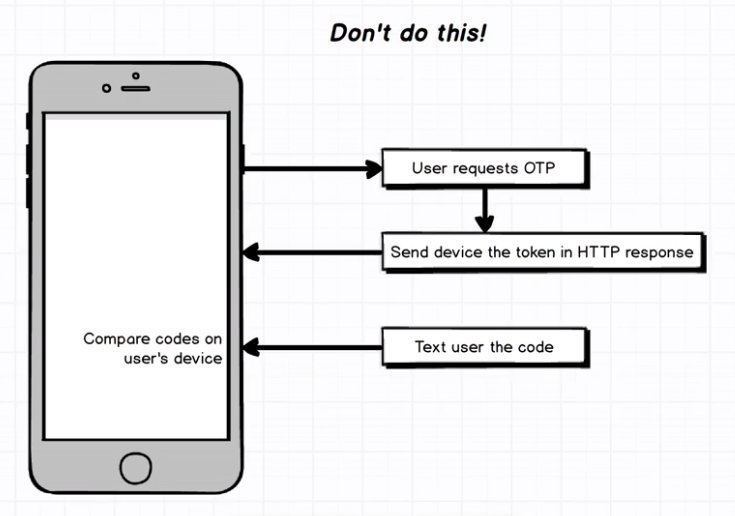 Don't do this!
User requests OTP
Send device the token in HTTP response
Compare codes on
user's device
Text user the code